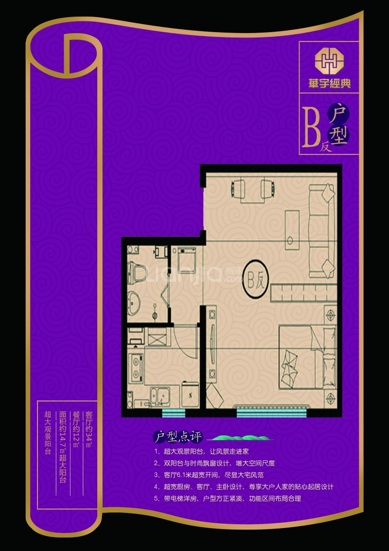 華宇經典
B反
户型
lianjia
B反
户型点评
1、超大观景阳台，让风景走进家
2、双阳台与时尚飘窗设计，增大空间尺度
3、客厅6.1米超宽开间，尽显大宅风范
4、超宽厨房、客厅、主卧设计，尊享大户人家的贴心起居设计
5、带电梯洋房，户型方正紧凑，功能区间布局合理
客厅约34㎡
餐厅约12㎡
面积约14.7㎡超大阳台
超大观景阳台